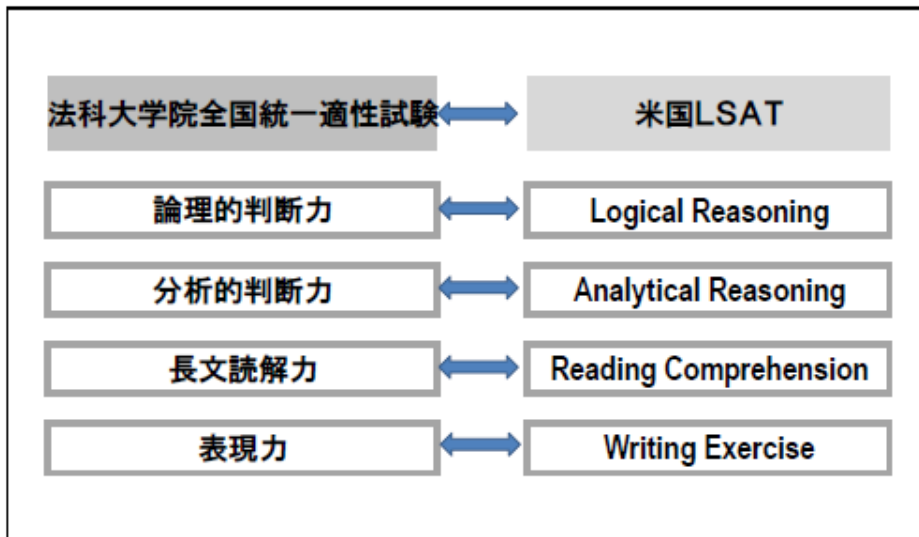 法科大学院全国統一適性試験
米国LSAT
論理的判断力
Logical Reasoning
分析的判断力
Analytical Reasoning
長文読解力
Reading Comprehension
表現力
Writing Exercise